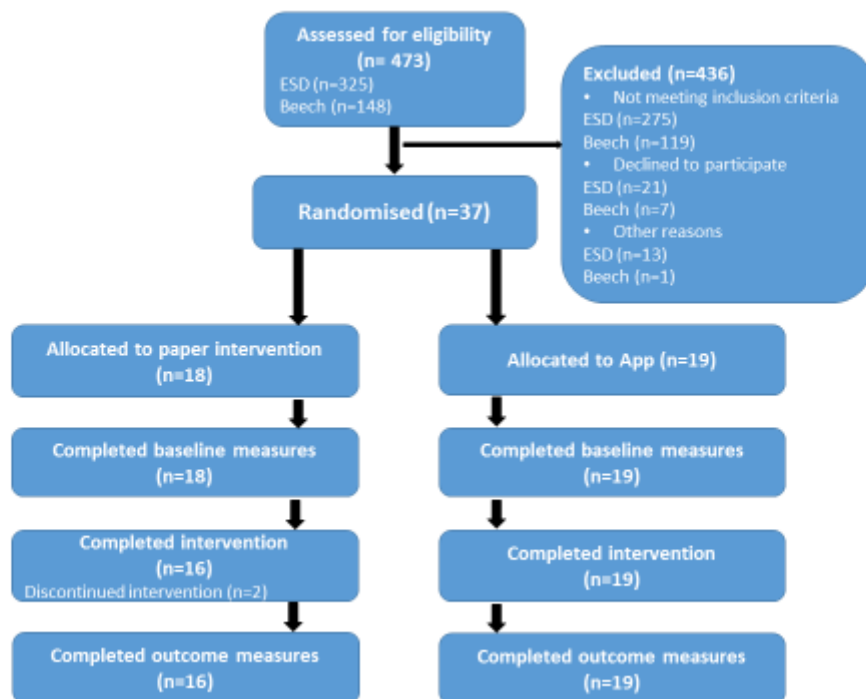 Assessed for eligibility
(n= 473)
ESD (n=325)
Beech (n=148)
Excluded (n=436)
• Not meeting inclusion criteria
ESD (n=275)
Beech (n=119)
• Declined to participate
ESD (n=21)
Beech (n=7)
• Other reasons
ESD (n=13)
Beech (n=1)
Randomised (n=37)
Allocated to paper intervention
(n=18)
Allocated to App (n=19)
Completed baseline measures
(n=18)
Completed baseline measures
(n=19)
Completed intervention
(n=16)
Discontinued intervention (n=2)
Completed intervention
(n=19)
Completed outcome measures
(n=16)
Completed outcome measures
(n=19)